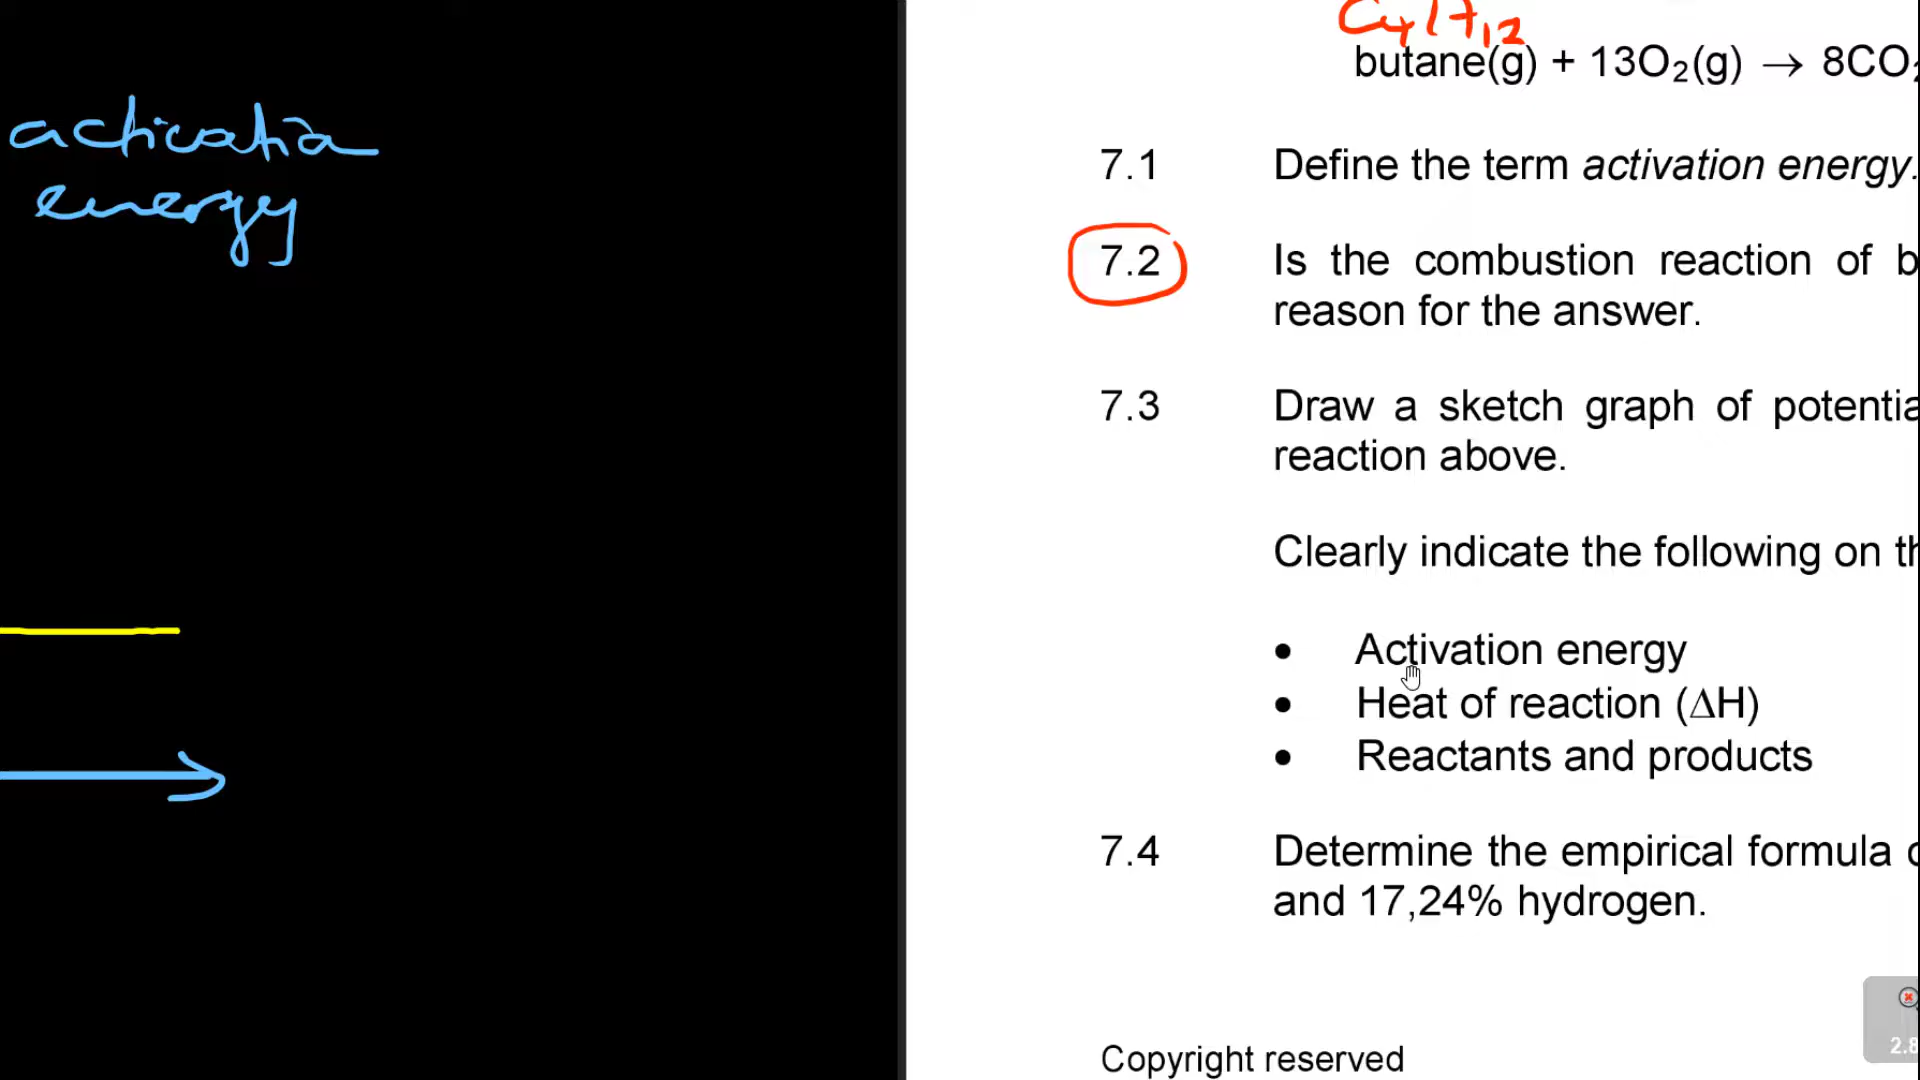 activation
energy
C4H12
butane(g) + 13O₂(g) → 8CO₂
7.1 Define the term activation energy.
7.2 Is the combustion reaction of b
reason for the answer.
7.3 Draw a sketch graph of potentia
reaction above.
Clearly indicate the following on th
• Activation energy
• Heat of reaction (ΔH)
• Reactants and products
7.4 Determine the empirical formula o
and 17,24% hydrogen.
Copyright reserved
2.8